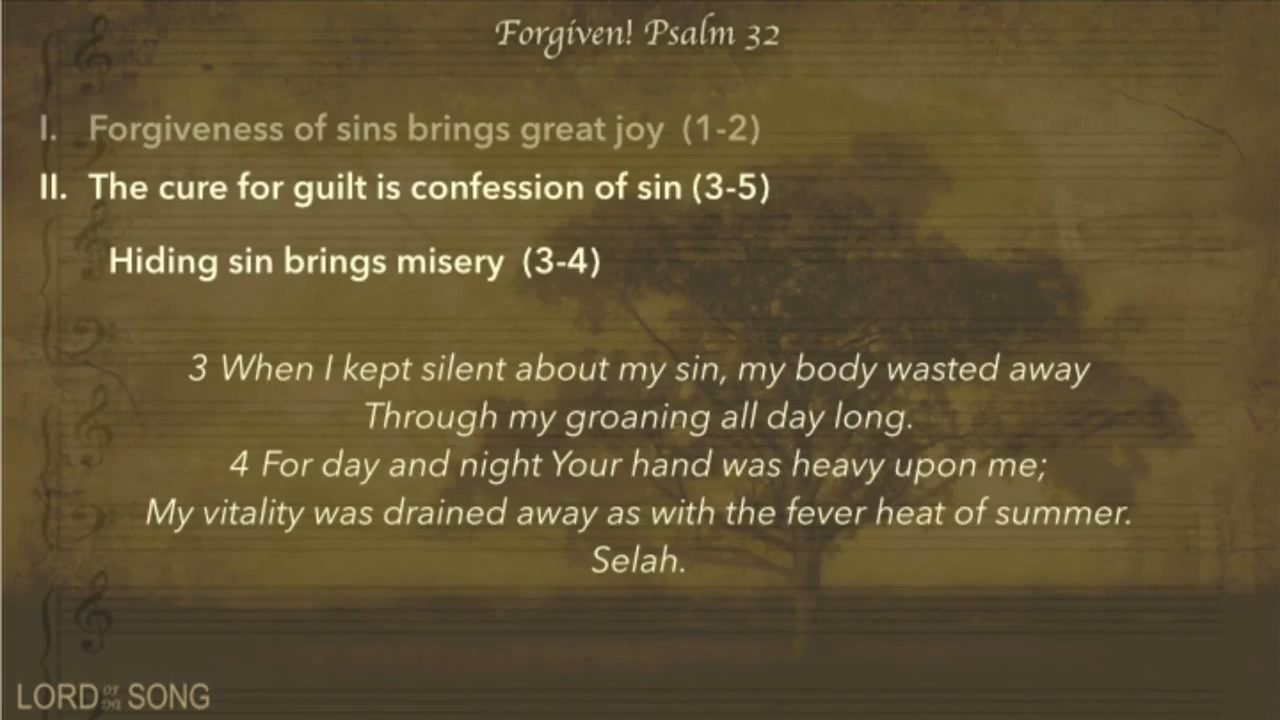 Forgiven! Psalm 32
I. Forgiveness of sins brings great joy (1-2)
II. The cure for guilt is confession of sin (3-5)
Hiding sin brings misery (3-4)
3 When I kept silent about my sin, my body wasted away
Through my groaning all day long.
4 For day and night Your hand was heavy upon me;
My vitality was drained away as with the fever heat of summer.
Selah.
LORD OF THE SONG